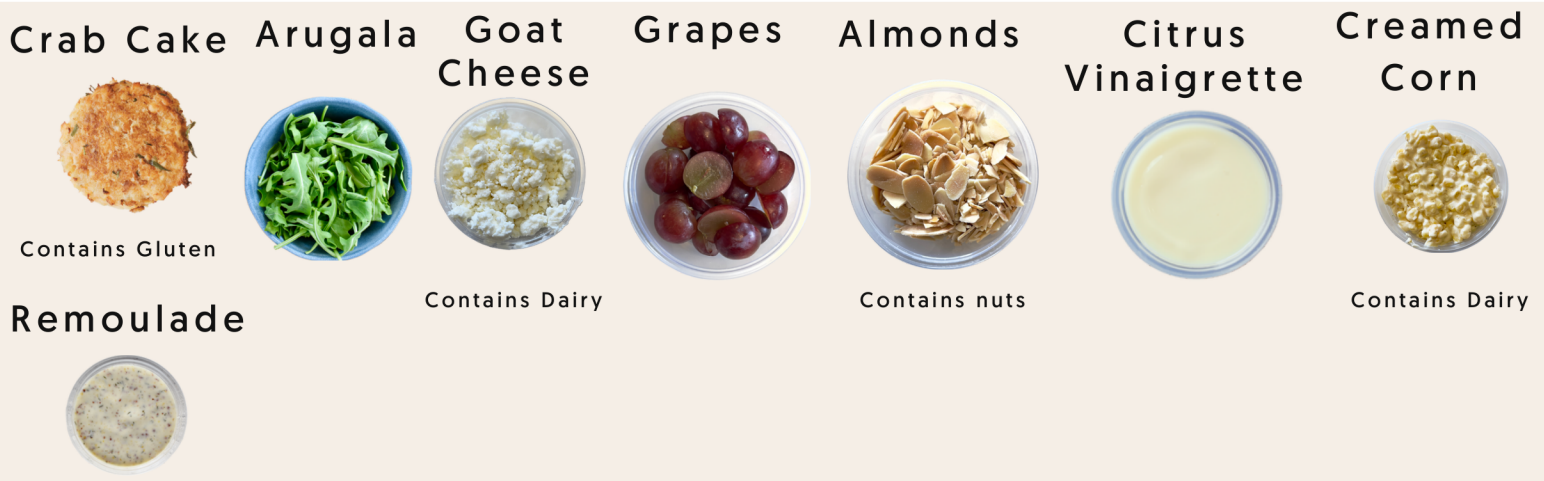 Crab Cake
Arugala
Goat
Cheese
Grapes
Almonds
Citrus
Vinaigrette
Creamed
Corn
Contains Gluten
Contains Dairy
Contains nuts
Contains Dairy
Remoulade